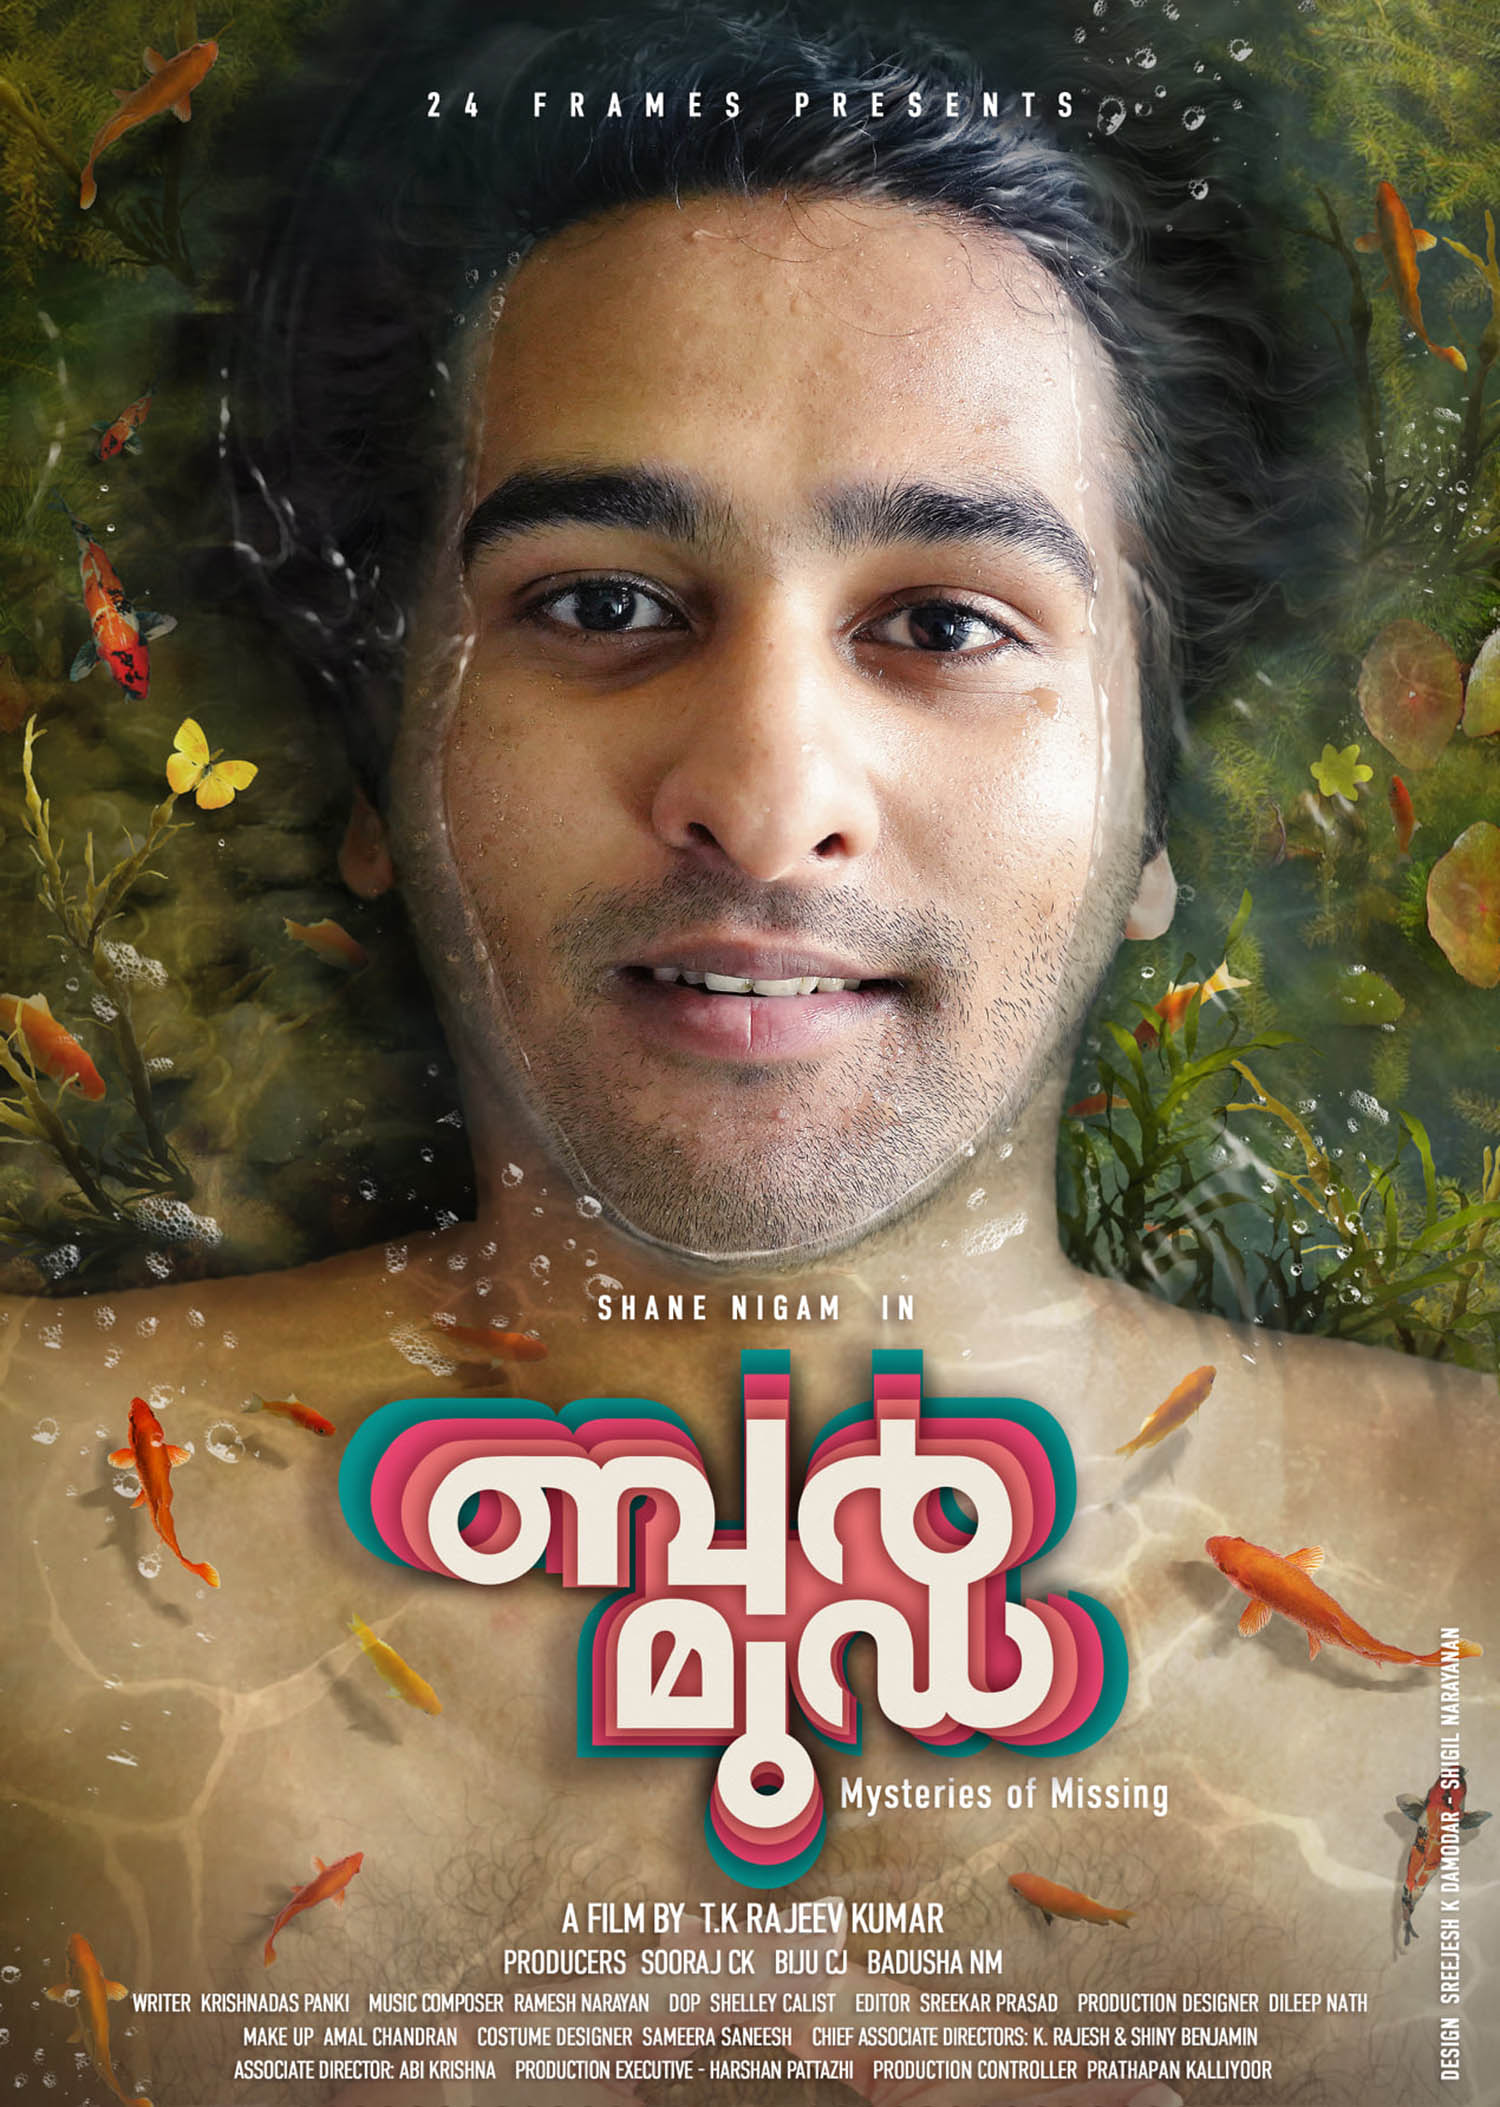 24 FRAMES PRESENTS
SHANE NIGAM IN
ബർ
മുഡ
Mysteries of Missing
A FILM BY T.K RAJEEV KUMAR
PRODUCERS SOORAJ CK BIJU CJ BADUSHA NM
WRITER KRISHNADAS PANKI MUSIC COMPOSER RAMESH NARAYAN DOP SHELLEY CALIST EDITOR SREEKAR PRASAD PRODUCTION DESIGNER DILEEP NATH
MAKE UP AMAL CHANDRAN COSTUME DESIGNER SAMEERA SANEESH CHIEF ASSOCIATE DIRECTORS: K. RAJESH & SHINY BENJAMIN
ASSOCIATE DIRECTOR: ABI KRISHNA PRODUCTION EXECUTIVE - HARSHAN PATTAZHI PRODUCTION CONTROLLER PRATHAPAN KALLIYOOR
DESIGN SREEJESH K DAMODAR - SHIGIL NARAYANAN